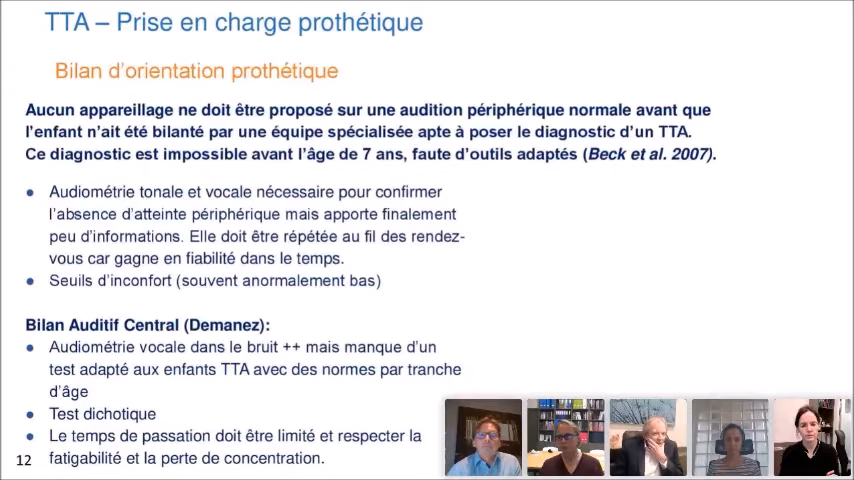 TTA – Prise en charge prothétique
Bilan d'orientation prothétique
Aucun appareillage ne doit être proposé sur une audition périphérique normale avant que
l'enfant n'ait été bilanté par une équipe spécialisée apte à poser le diagnostic d'un TTA.
Ce diagnostic est impossible avant l'âge de 7 ans, faute d'outils adaptés (Beck et al. 2007).
● Audiométrie tonale et vocale nécessaire pour confirmer
l'absence d'atteinte périphérique mais apporte finalement
peu d'informations. Elle doit être répétée au fil des rendez-
vous car gagne en fiabilité dans le temps.
● Seuils d'inconfort (souvent anormalement bas)
Bilan Auditif Central (Demanez):
● Audiométrie vocale dans le bruit ++ mais manque d'un
test adapté aux enfants TTA avec des normes par tranche
d'âge
● Test dichotique
● Le temps de passation doit être limité et respecter la
fatigabilité et la perte de concentration.
12